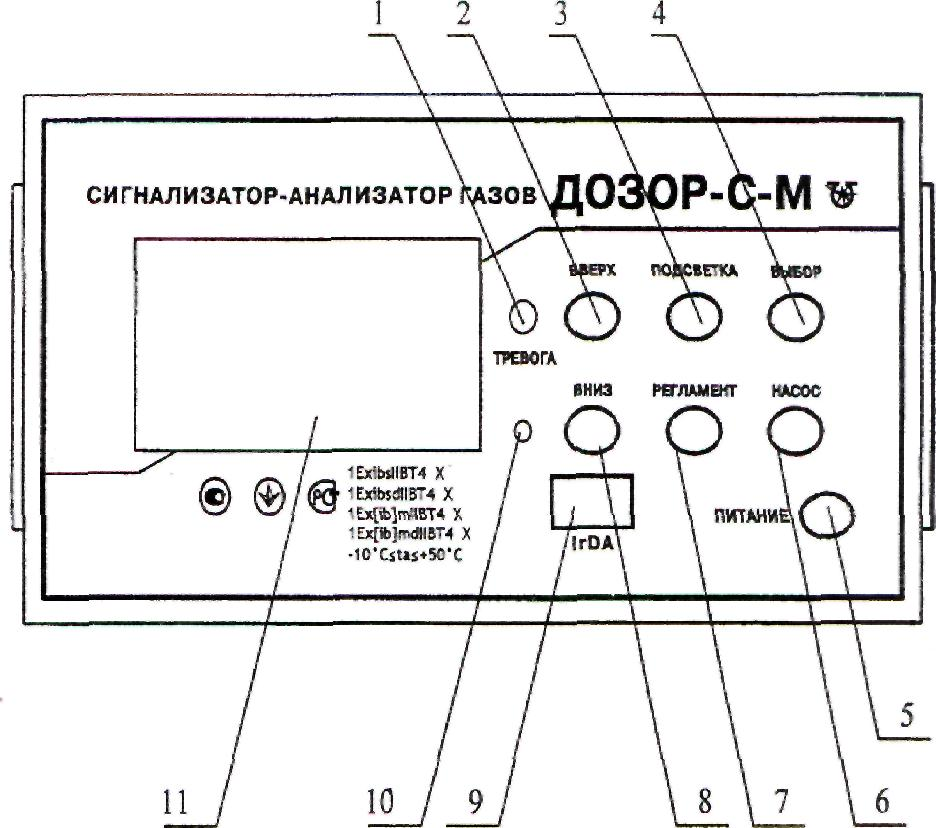 1 2 3 4
СИГНАЛИЗАТОР-АНАЛИЗАТОР ГАЗОВ ДОЗОР-С-М
ВВЕРХ ПОДСВЕТКА ВЫБОР
ТРЕВОГА
ВНИЗ РЕГЛАМЕНТ НАСОС
1ExibsIIBT4 X
1ExibsdIIBT4 X
1Ex[ib]mIIBT4 X
1Ex[ib]mdIIBT4 X
-10°C≤ta≤+50°C
ПИТАНИЕ
IrDA
5
11 10 9 8 7 6